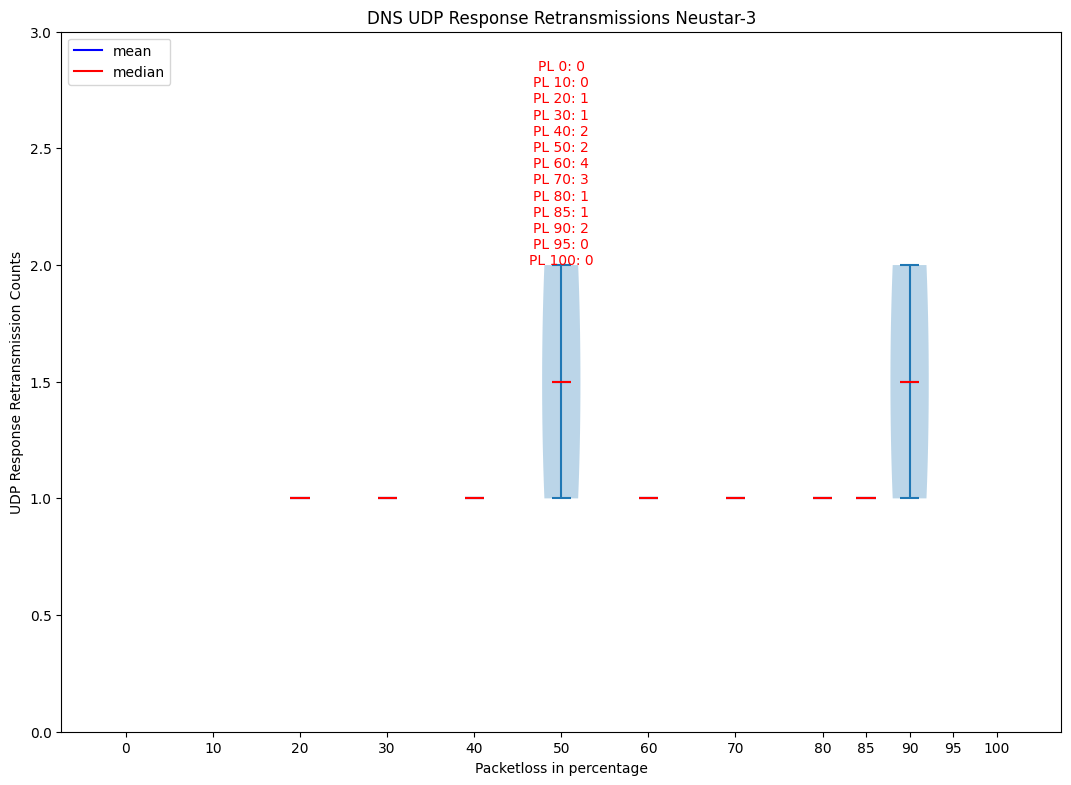 DNS UDP Response Retransmissions Neustar-3
mean
median
PL 0: 0
PL 10: 0
PL 20: 1
PL 30: 1
PL 40: 2
PL 50: 2
PL 60: 4
PL 70: 3
PL 80: 1
PL 85: 1
PL 90: 2
PL 95: 0
PL 100: 0
UDP Response Retransmission Counts
3.0
2.5
2.0
1.5
1.0
0.5
0.0
0 10 20 30 40 50 60 70 80 85 90 95 100
Packetloss in percentage